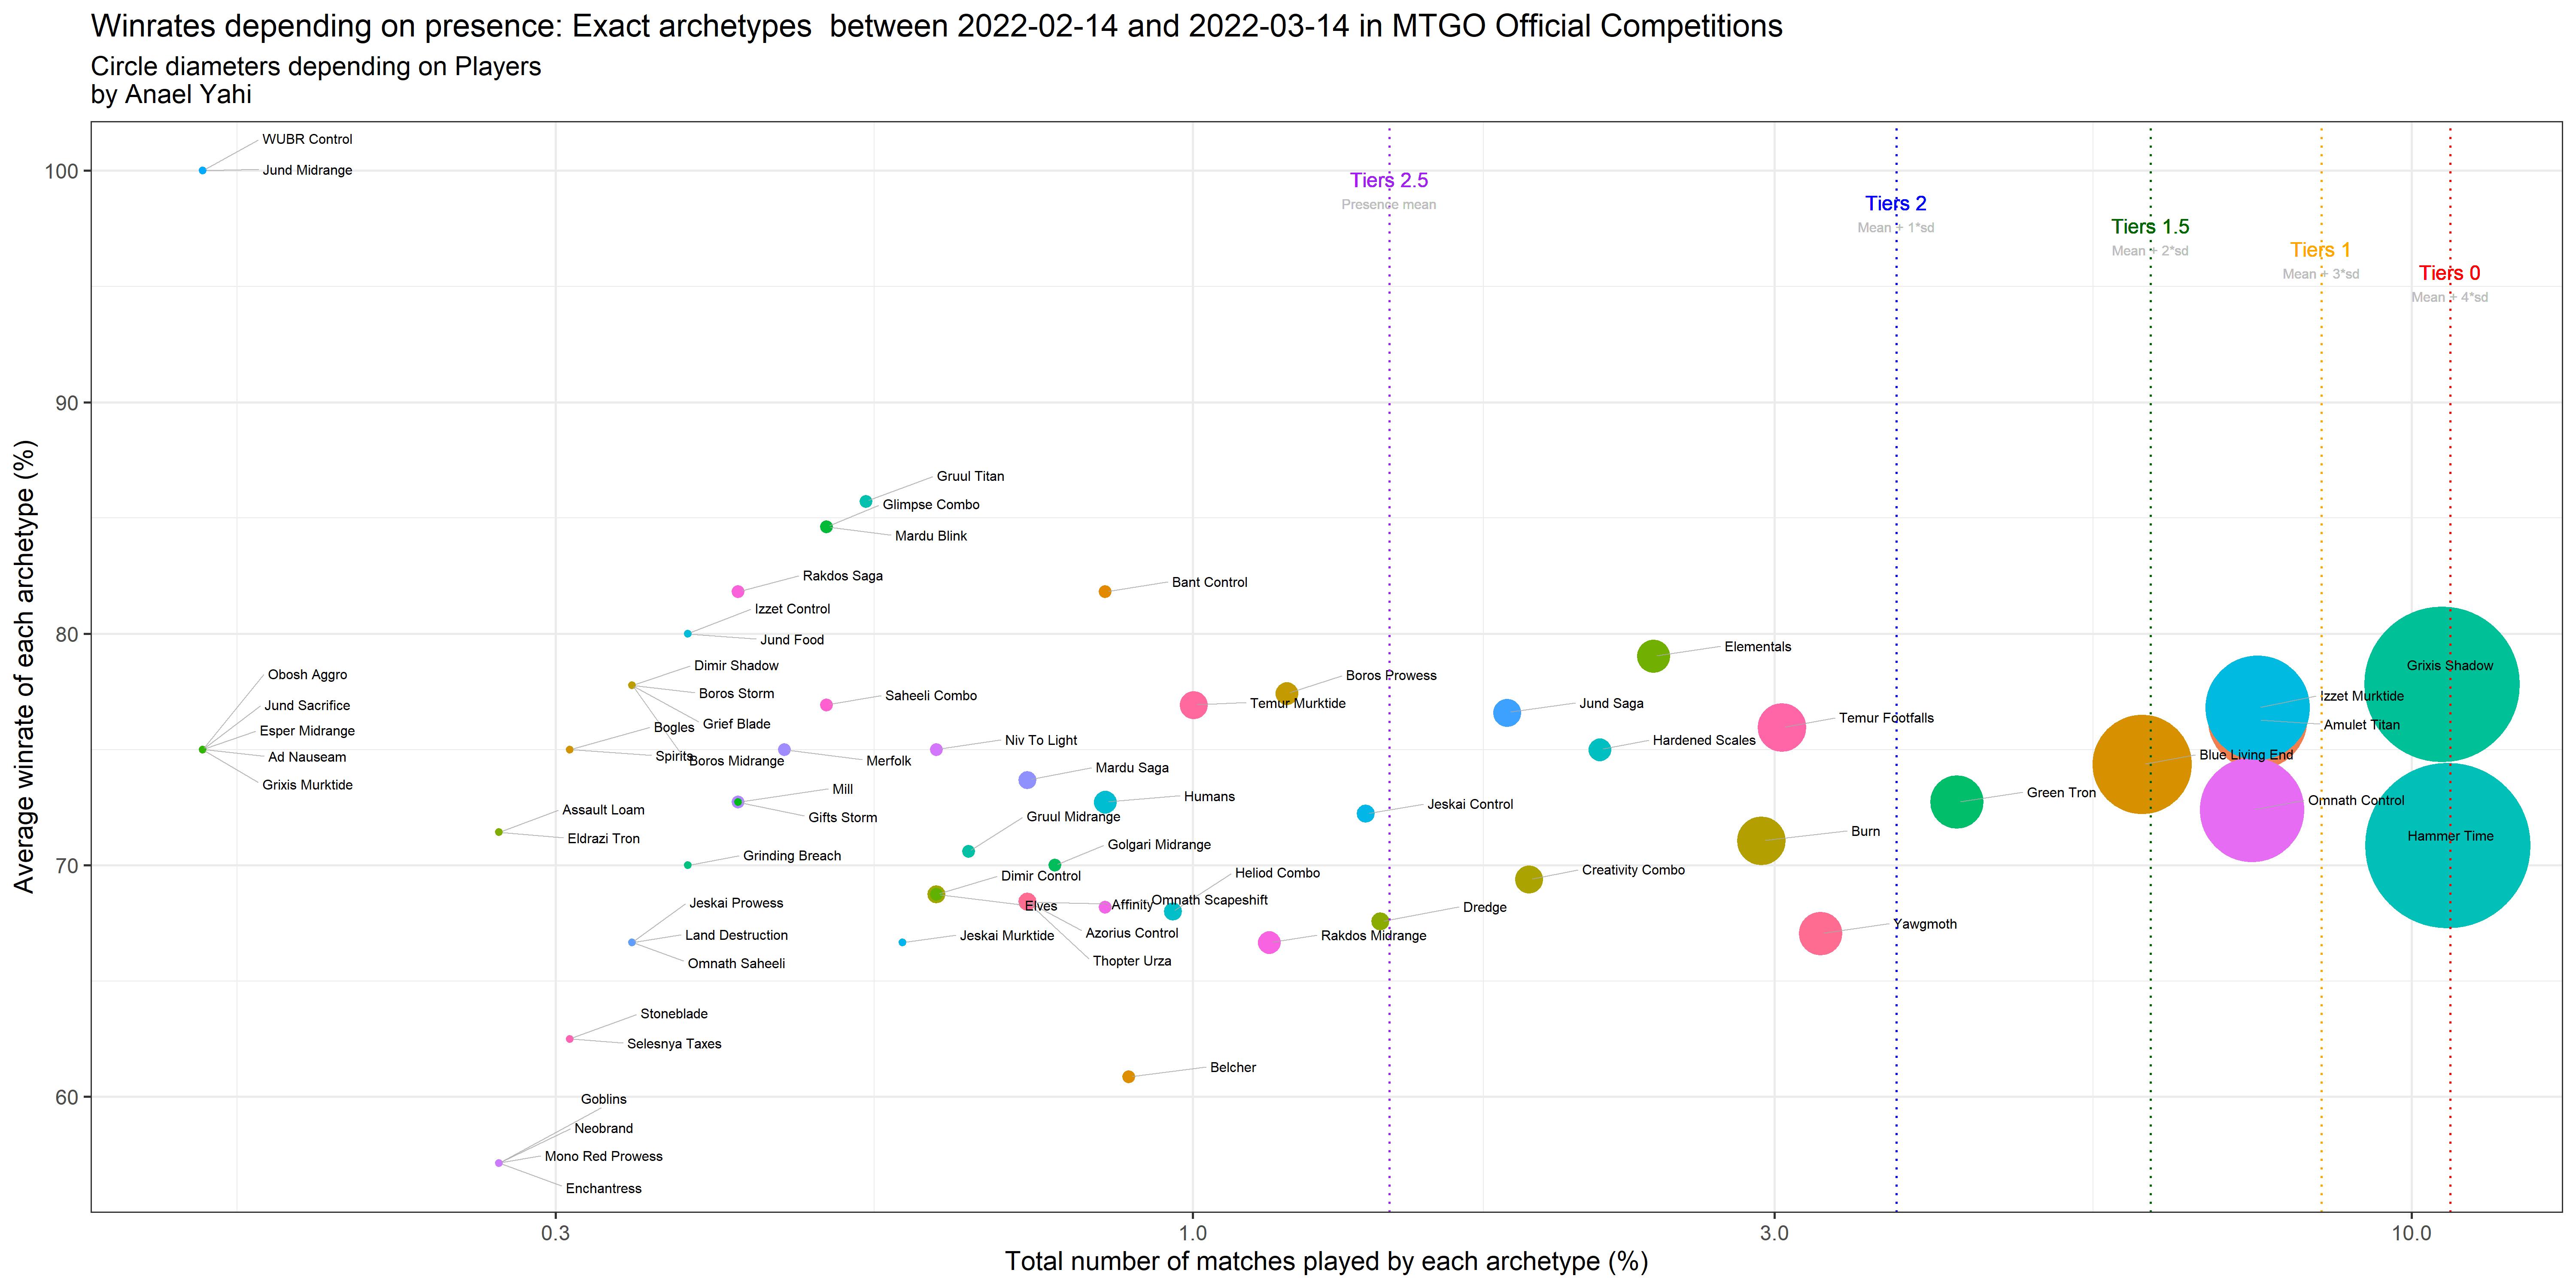 Winrates depending on presence: Exact archetypes  between 2022-02-14 and 2022-03-14 in MTGO Official Competitions
Circle diameters depending on Players
by Anael Yahi
Average winrate of each archetype (%)
100
90
80
70
60
WUBR Control
Jund Midrange
Tiers 2.5
Presence mean
Tiers 2
Mean + 1*sd
Tiers 1.5
Mean + 2*sd
Tiers 1
Mean + 3*sd
Tiers 0
Mean + 4*sd
Gruul Titan
Glimpse Combo
Mardu Blink
Rakdos Saga
Bant Control
Izzet Control
Jund Food
Elementals
Dimir Shadow
Grixis Shadow
Obosh Aggro
Boros Prowess
Boros Storm
Saheeli Combo
Izzet Murktide
Jund Sacrifice
Temur Murktide
Jund Saga
Temur Footfalls
Grief Blade
Amulet Titan
Bogles
Esper Midrange
Niv To Light
Hardened Scales
Ad Nauseam
Spirits
Boros Midrange
Merfolk
Blue Living End
Mardu Saga
Grixis Murktide
Mill
Green Tron
Humans
Omnath Control
Jeskai Control
Assault Loam
Gifts Storm
Gruul Midrange
Burn
Hammer Time
Eldrazi Tron
Golgari Midrange
Grinding Breach
Creativity Combo
Heliod Combo
Dimir Control
Jeskai Prowess
Elves
Affinity
Omnath Scapeshift
Dredge
Yawgmoth
Azorius Control
Land Destruction
Jeskai Murktide
Rakdos Midrange
Omnath Saheeli
Thopter Urza
Stoneblade
Selesnya Taxes
Belcher
Goblins
Neobrand
Mono Red Prowess
Enchantress
0.3
1.0
3.0
10.0
Total number of matches played by each archetype (%)